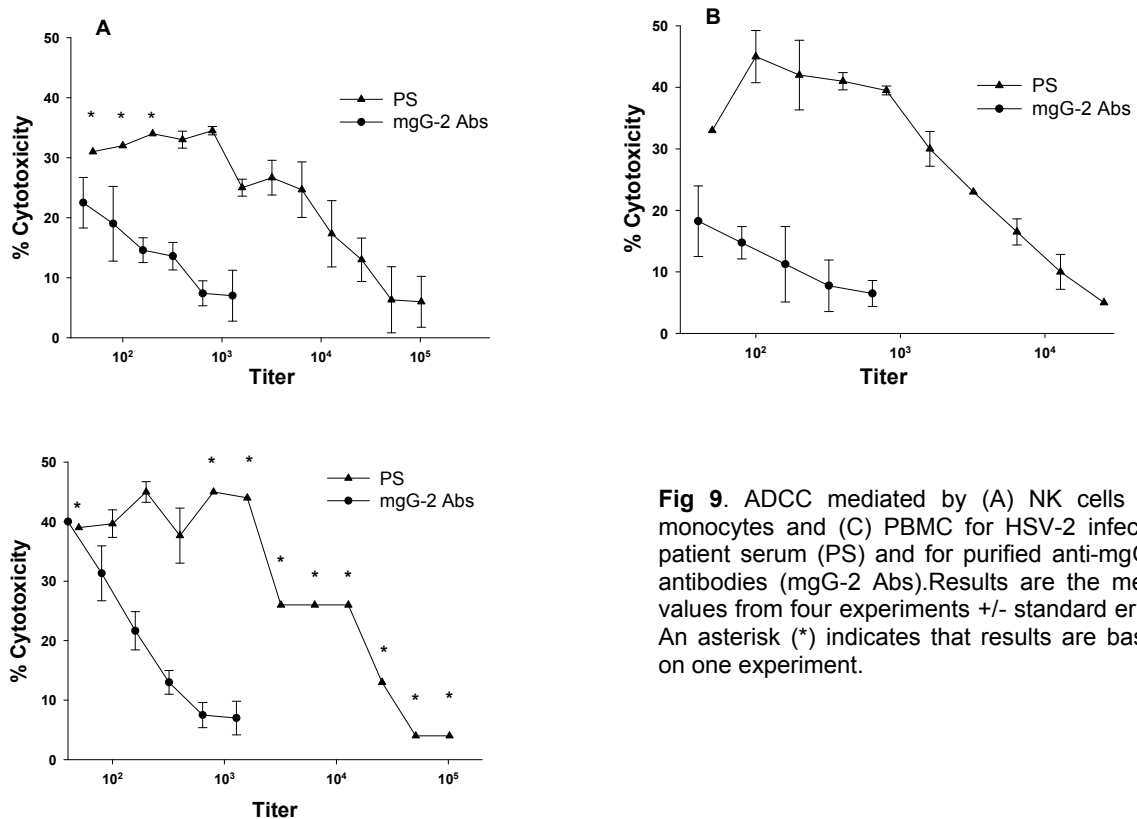 A
50
40
30
20
10
0
% Cytotoxicity
PS
mgG-2 Abs
* * *
10²
10³
10⁴
10⁵
Titer
B
50
40
30
20
10
0
% Cytotoxicity
PS
mgG-2 Abs
10²
10³
10⁴
Titer
50
40
30
20
10
0
% Cytotoxicity
PS
mgG-2 Abs
* * * * * * * *
10²
10³
10⁴
10⁵
Titer
Fig 9. ADCC mediated by (A) NK cells
monocytes and (C) PBMC for HSV-2 infec
patient serum (PS) and for purified anti-mgG
antibodies (mgG-2 Abs).Results are the me
values from four experiments +/- standard err
An asterisk (*) indicates that results are bas
on one experiment.